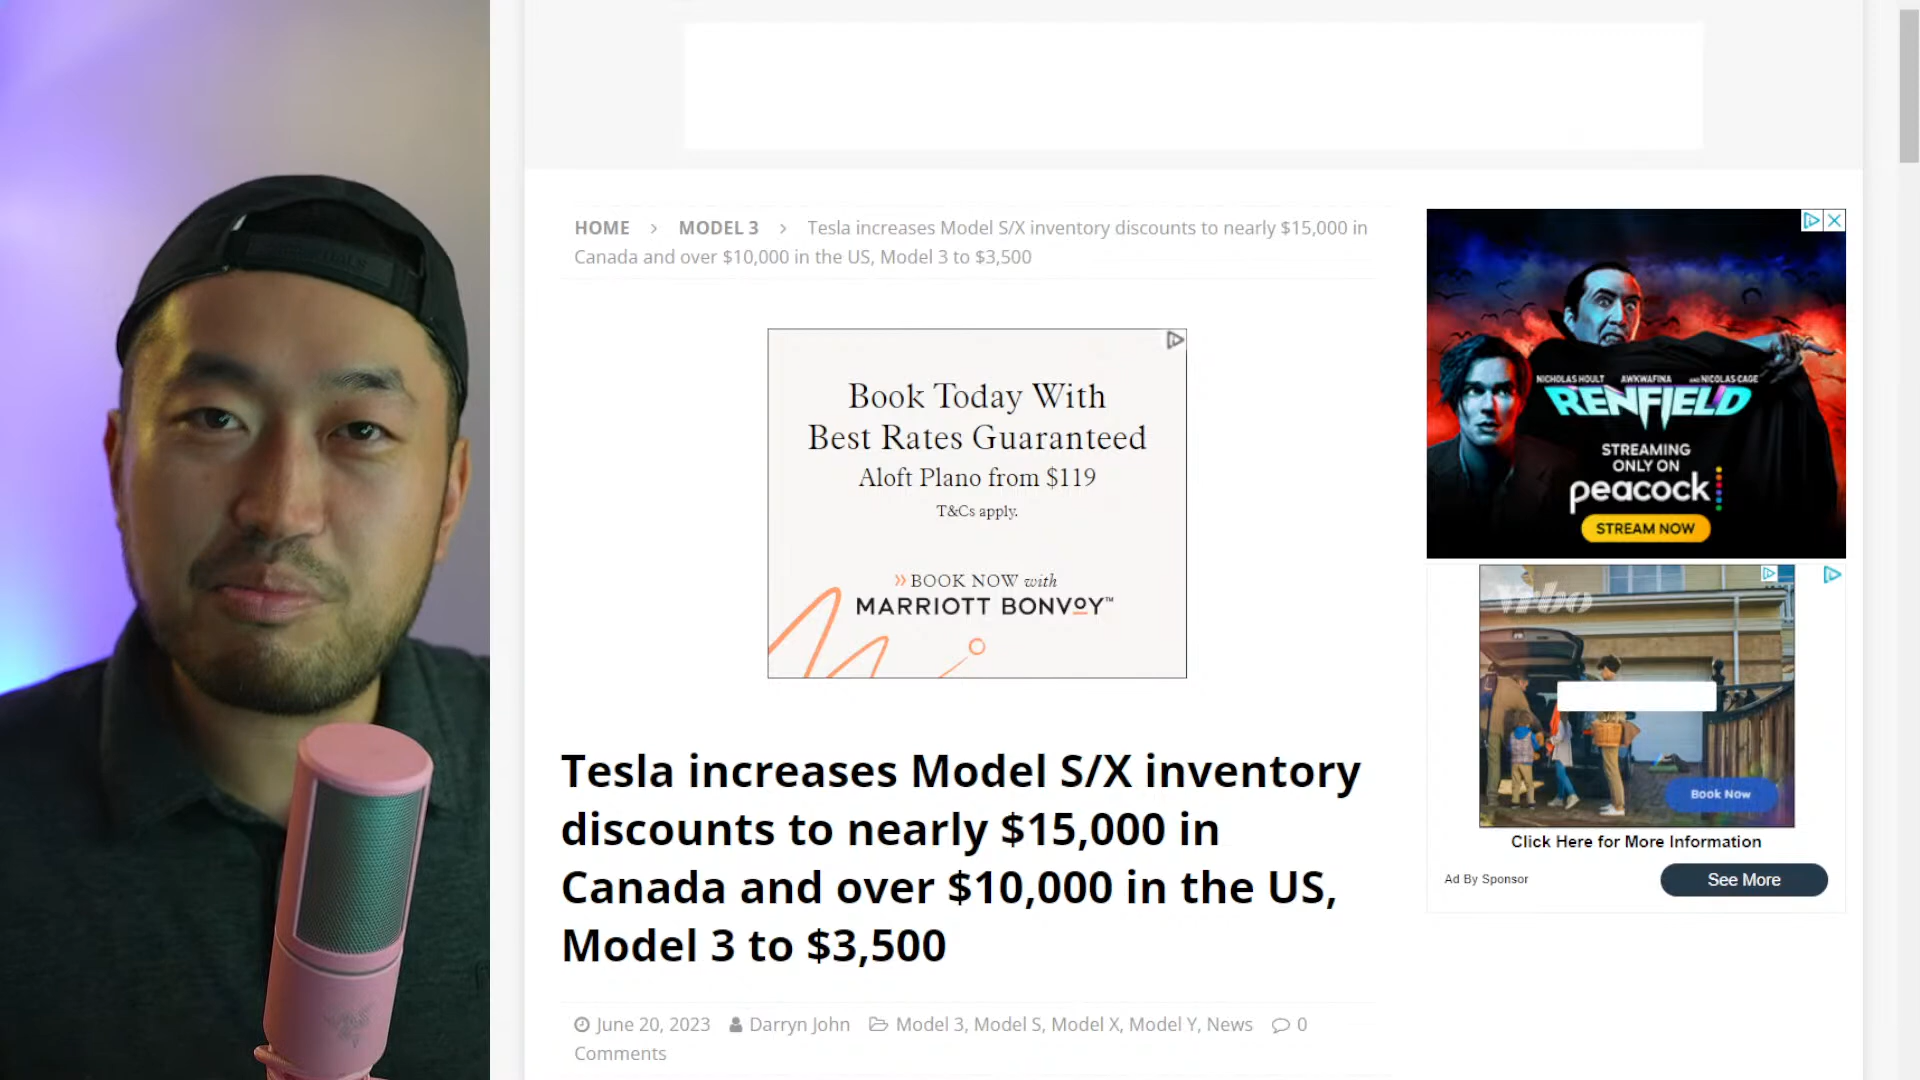 HOME > MODEL 3 > Tesla increases Model S/X inventory discounts to nearly $15,000 in
Canada and over $10,000 in the US, Model 3 to $3,500
Book Today With
Best Rates Guaranteed
Aloft Plano from $119
T&Cs apply.
» BOOK NOW with
MARRIOTT BONVOY™
Tesla increases Model S/X inventory
discounts to nearly $15,000 in
Canada and over $10,000 in the US,
Model 3 to $3,500
June 20, 2023 Darryn John Model 3, Model S, Model X, Model Y, News 0
Comments
NICHOLAS HOULT AWKWAFINA AND NICOLAS CAGE
RENFIELD
STREAMING
ONLY ON
peacock
STREAM NOW
Vrbo
Book Now
Click Here for More Information
Ad By Sponsor
See More